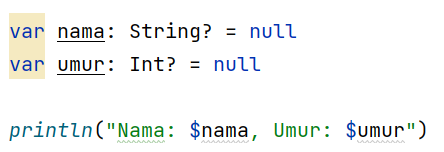 var nama: String? = null
var umur: Int? = null
println("Nama: $nama, Umur: $umur")